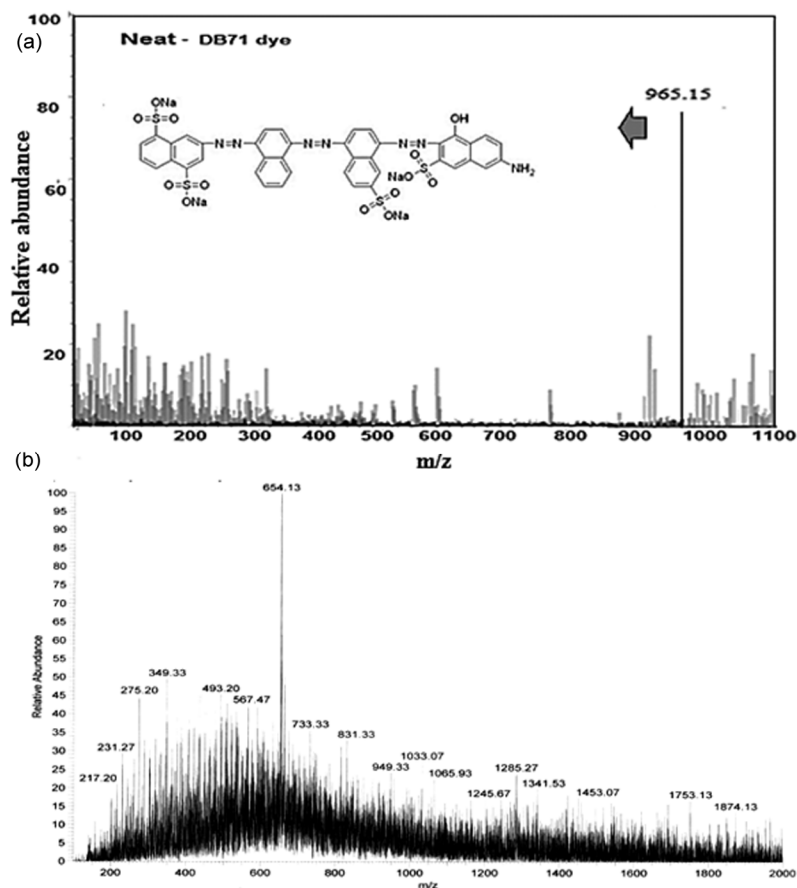 (a)
Neat - DB71 dye
965.15
ONa
O=S=O
N=N
N=N
N=N
OH
NH₂
O=S=O
ONa
O=S=O
ONa
NaO-S=O
O
Relative abundance
100
80
60
40
20
100 200 300 400 500 600 700 800 900 1000 1100
m/z
(b)
654.13
349.33
275.20
493.20
567.47
231.27
733.33
831.33
217.20
949.33
1033.07
1065.93
1245.67
1285.27
1341.53
1453.07
1753.13
1874.13
Relative Abundance
100
95
90
85
80
75
70
65
60
55
50
45
40
35
30
25
20
15
10
5
0
200 400 600 800 1000 1200 1400 1600 1800 2000
m/z